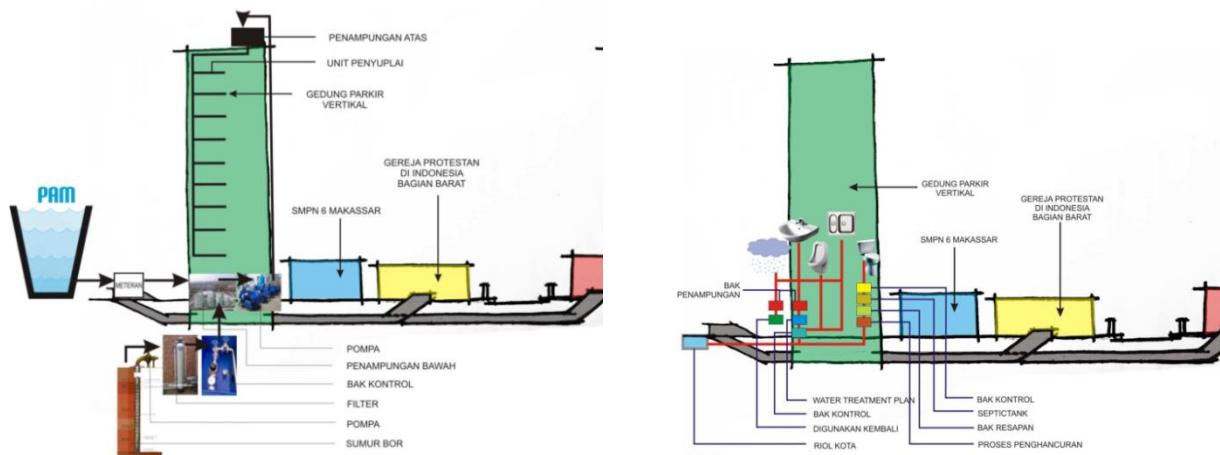 PENAMPUNGAN ATAS
UNIT PENYUPLAI
GEDUNG PARKIR
VERTIKAL
GEREJA PROTESTAN
DI INDONESIA
BAGIAN BARAT
PAM
SMPN 6 MAKASSAR
METERAN
POMPA
PENAMPUNGAN BAWAH
BAK KONTROL
FILTER
POMPA
SUMUR BOR
GEDUNG PARKIR
VERTIKAL
GEREJA PROTESTAN
DI INDONESIA
BAGIAN BARAT
SMPN 6 MAKASSAR
BAK
PENAMPUNGAN
WATER TREATMENT PLAN
BAK KONTROL
DIGUNAKAN KEMBALI
RIOL KOTA
BAK KONTROL
SEPTICTANK
BAK RESAPAN
PROSES PENGHANCURAN